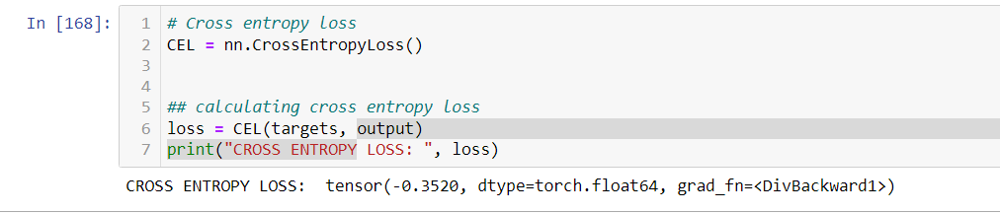 In [168]:
1 # Cross entropy loss
2 CEL = nn.CrossEntropyLoss()
3
4
5 ## calculating cross entropy loss
6 loss = CEL(targets, output)
7 print("CROSS ENTROPY LOSS: ", loss)
CROSS ENTROPY LOSS:  tensor(-0.3520, dtype=torch.float64, grad_fn=<DivBackward1>)